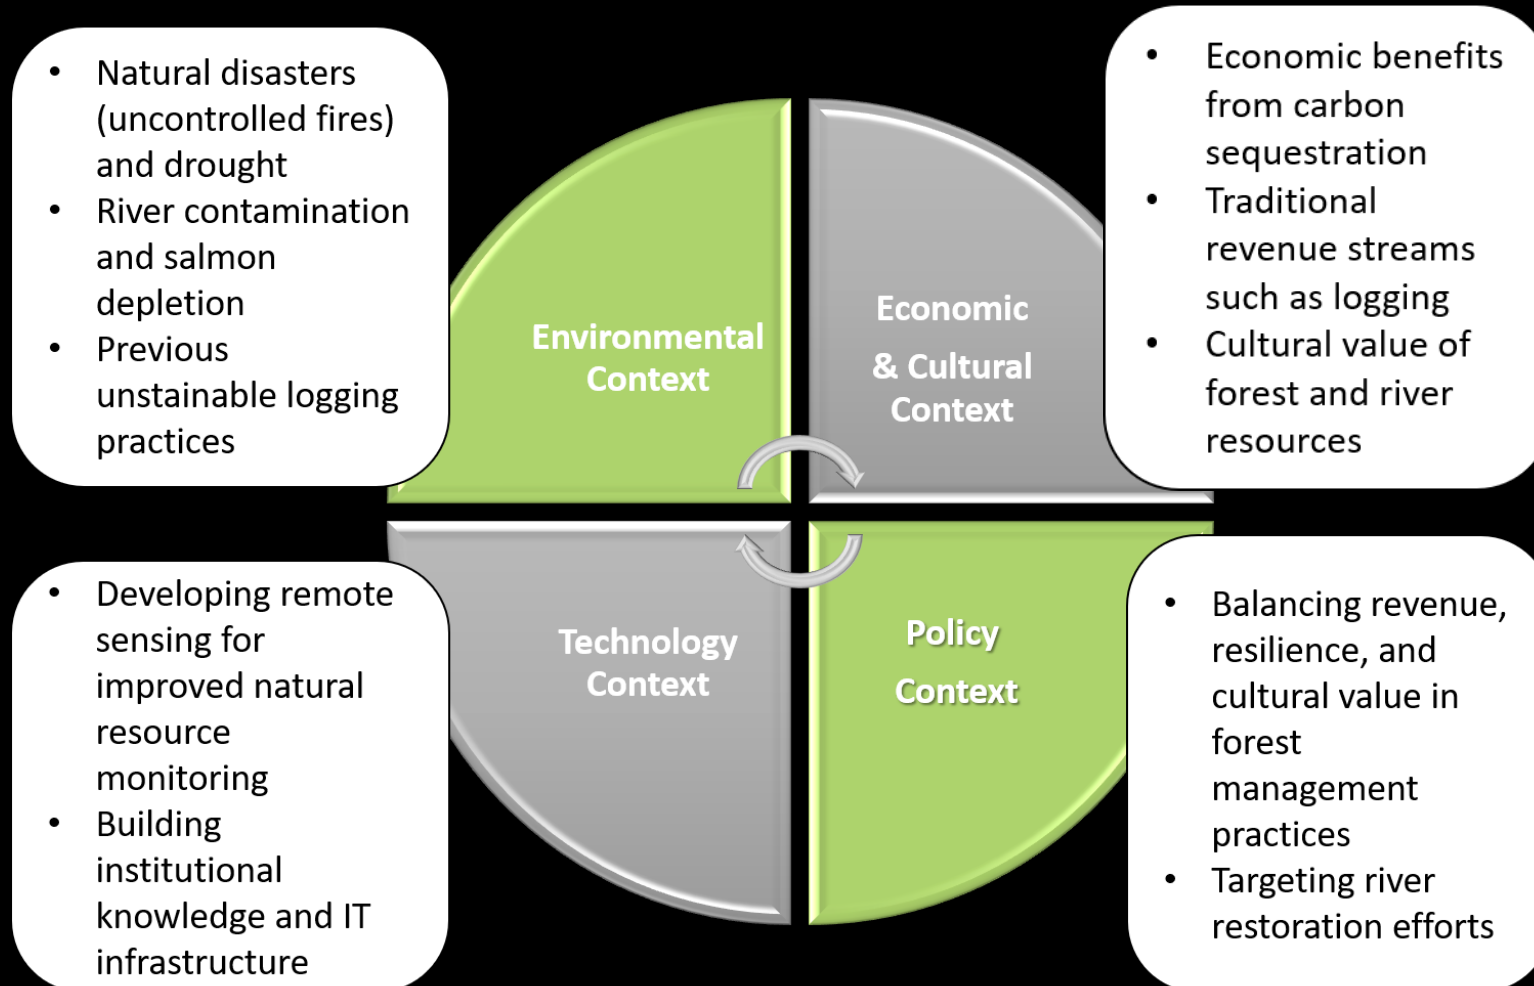 • Natural disasters
(uncontrolled fires)
and drought
• River contamination
and salmon
depletion
• Previous
unstainable logging
practices
Environmental
Context
Economic
& Cultural
Context
• Economic benefits
from carbon
sequestration
• Traditional
revenue streams
such as logging
• Cultural value of
forest and river
resources
• Developing remote
sensing for
improved natural
resource
monitoring
• Building
institutional
knowledge and IT
infrastructure
Technology
Context
Policy
Context
• Balancing revenue,
resilience, and
cultural value in
forest
management
practices
• Targeting river
restoration efforts